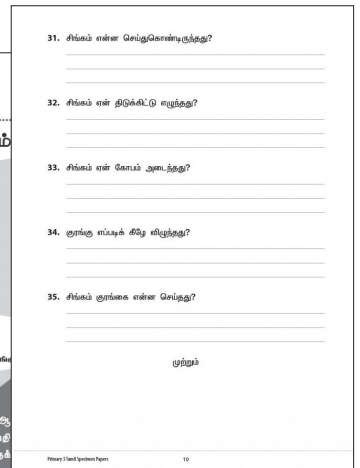 31. சிங்கம் என்ன செய்துகொண்டிருந்தது?
32. சிங்கம் ஏன் திடுக்கிட்டு எழுந்தது?
33. சிங்கம் ஏன் கோபம் அடைந்தது?
34. குரங்கு எப்படிக் கீழே விழுந்தது?
35. சிங்கம் குரங்கை என்ன செய்தது?
முற்றும்
Primary 3 Tamil Specimen Papers 10